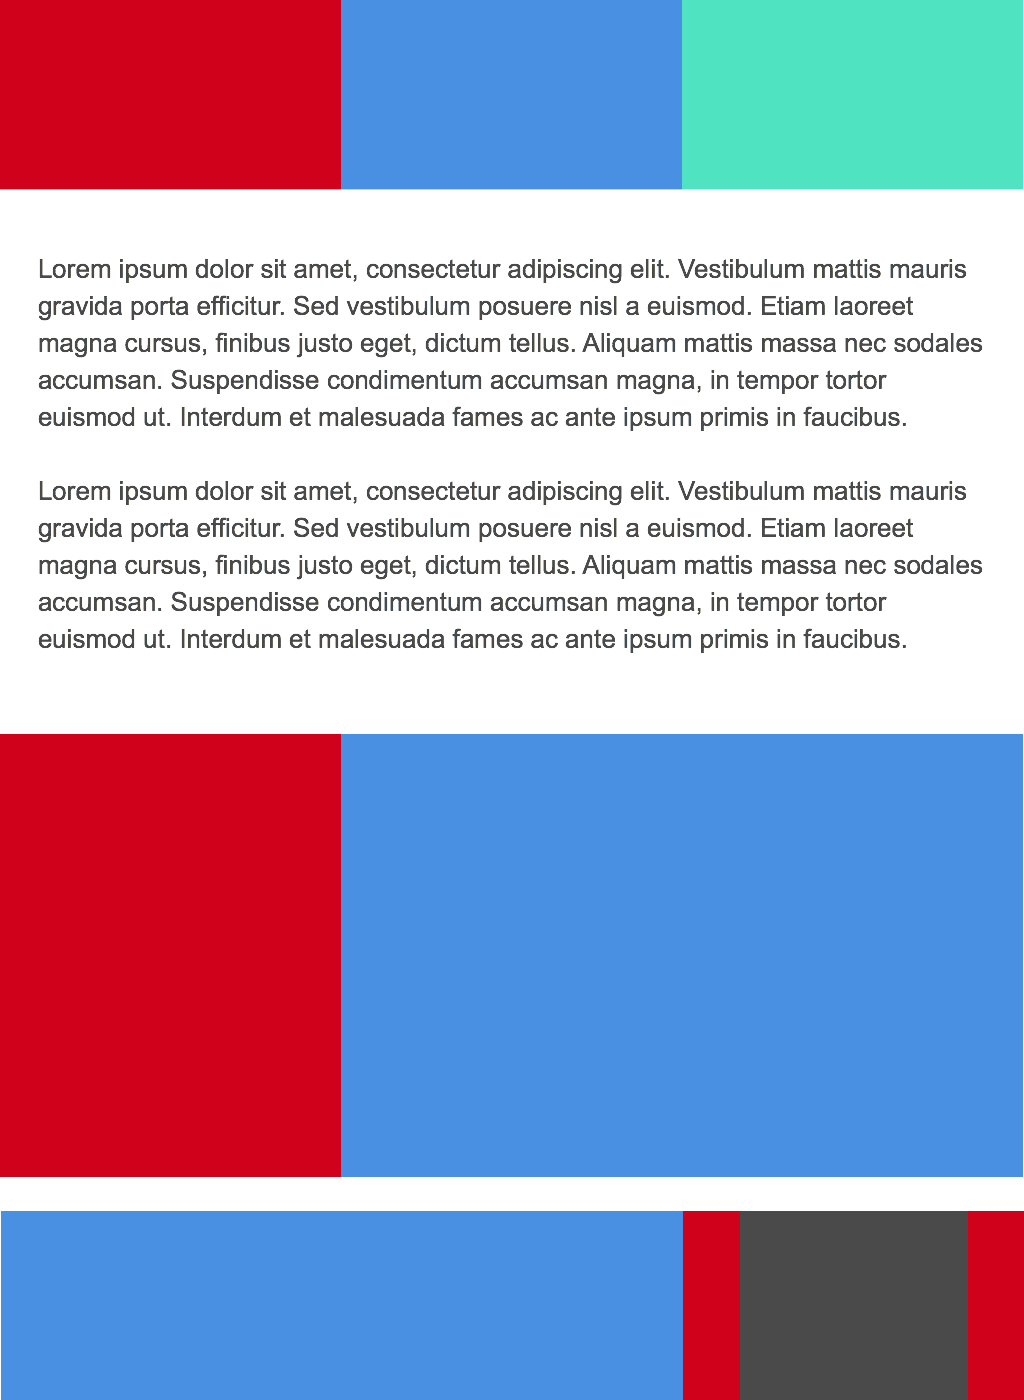 Lorem ipsum dolor sit amet, consectetur adipiscing elit. Vestibulum mattis mauris
gravida porta efficitur. Sed vestibulum posuere nisl a euismod. Etiam laoreet
magna cursus, finibus justo eget, dictum tellus. Aliquam mattis massa nec sodales
accumsan. Suspendisse condimentum accumsan magna, in tempor tortor
euismod ut. Interdum et malesuada fames ac ante ipsum primis in faucibus.
Lorem ipsum dolor sit amet, consectetur adipiscing elit. Vestibulum mattis mauris
gravida porta efficitur. Sed vestibulum posuere nisl a euismod. Etiam laoreet
magna cursus, finibus justo eget, dictum tellus. Aliquam mattis massa nec sodales
accumsan. Suspendisse condimentum accumsan magna, in tempor tortor
euismod ut. Interdum et malesuada fames ac ante ipsum primis in faucibus.